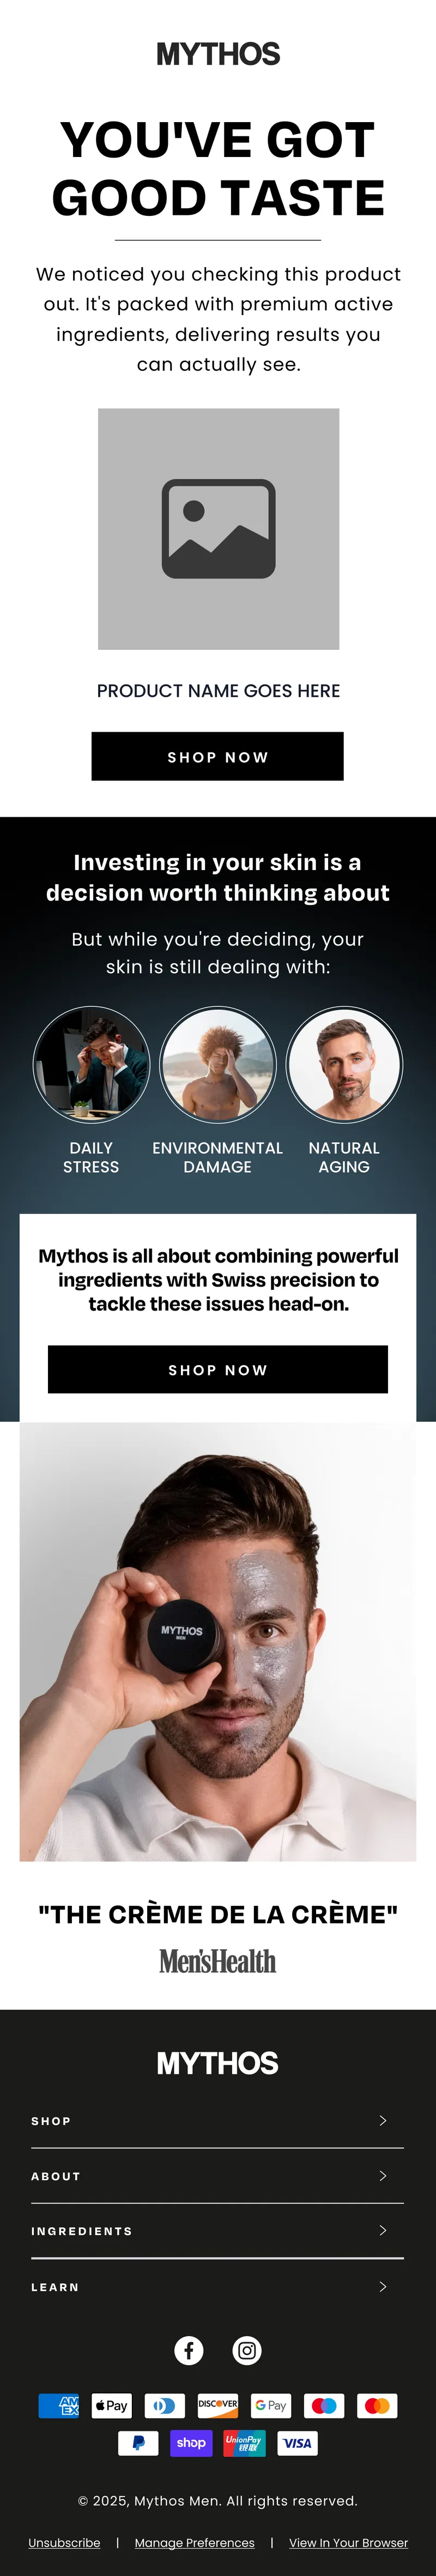 MYTHOS
YOU'VE GOT
GOOD TASTE
We noticed you checking this product
out. It's packed with premium active
ingredients, delivering results you
can actually see.
PRODUCT NAME GOES HERE
SHOP NOW
Investing in your skin is a
decision worth thinking about
But while you're deciding, your
skin is still dealing with:
DAILY
STRESS
ENVIRONMENTAL
DAMAGE
NATURAL
AGING
Mythos is all about combining powerful
ingredients with Swiss precision to
tackle these issues head-on.
SHOP NOW
MYTHOS
MEN
"THE CRÈME DE LA CRÈME"
Men'sHealth
MYTHOS
SHOP
ABOUT
INGREDIENTS
LEARN
AM EX
Pay
DISCOVER
G Pay
shop
UnionPay
银联
VISA
© 2025, Mythos Men. All rights reserved.
Unsubscribe | Manage Preferences | View In Your Browser